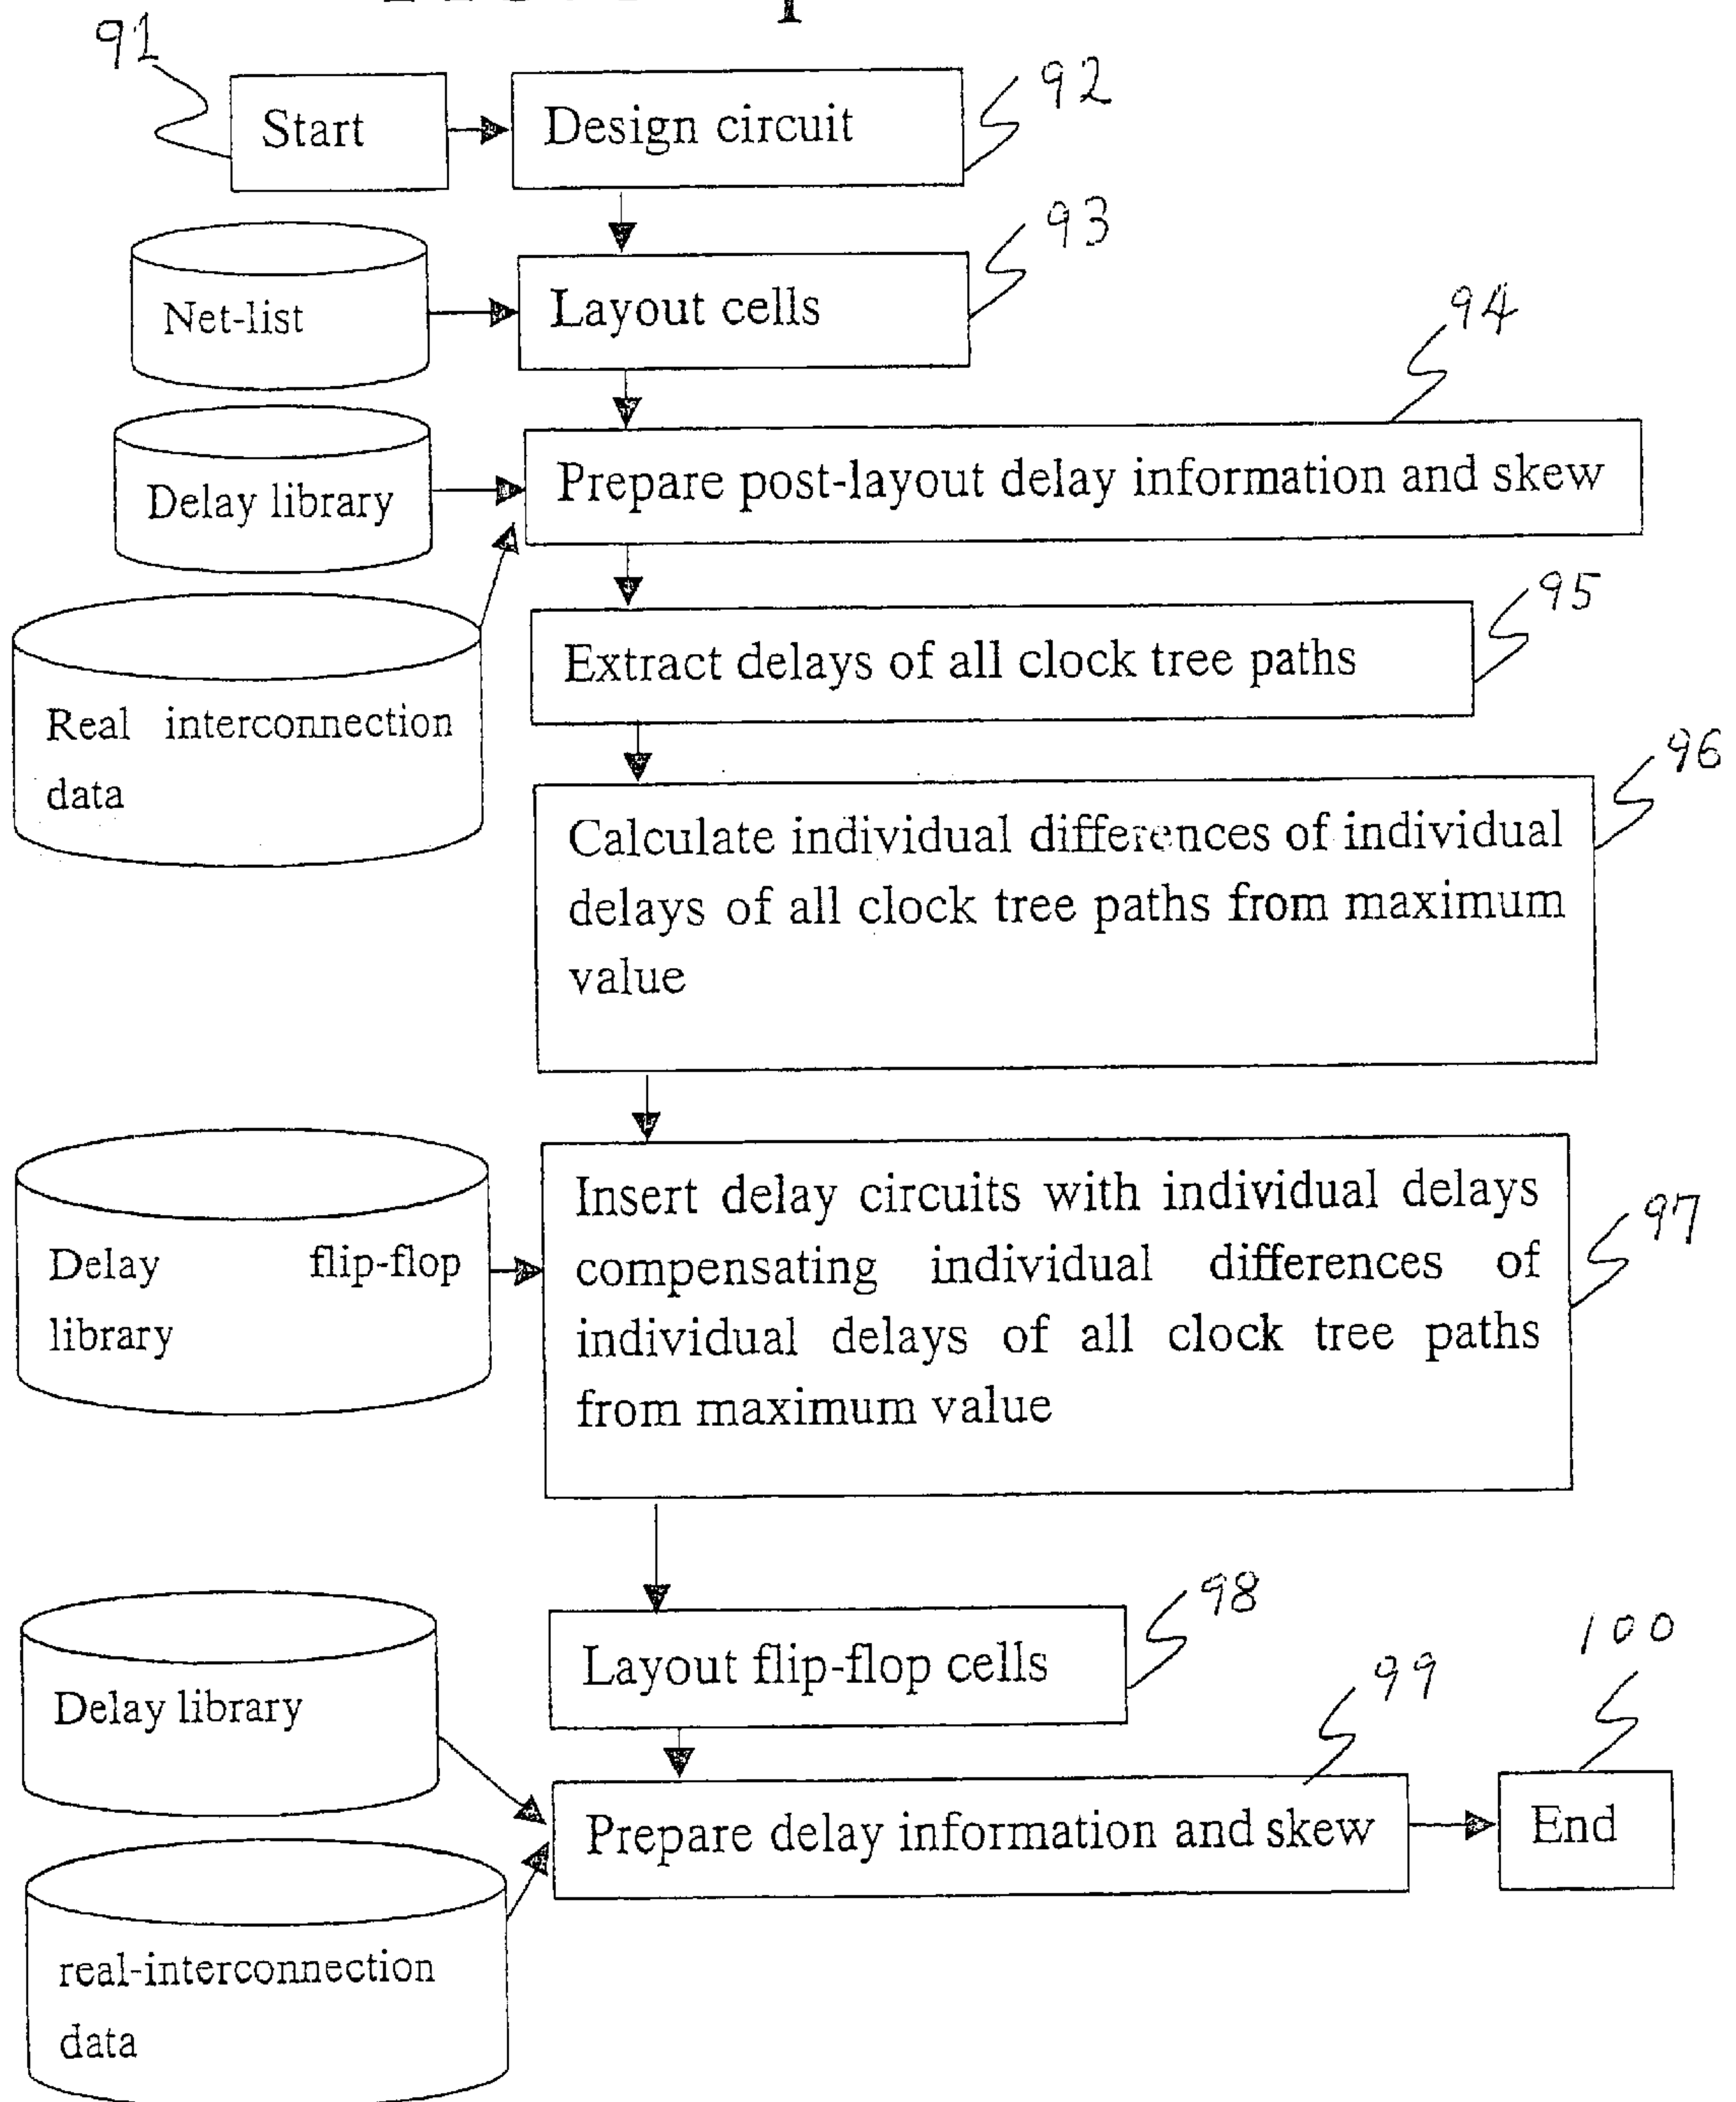 91
Start
Design circuit
92
Net-list
Layout cells
93
94
Delay library
Prepare post-layout delay information and skew
Real interconnection
data
Extract delays of all clock tree paths
95
Calculate individual differences of individual
delays of all clock tree paths from maximum
value
96
Delay flip-flop
library
Insert delay circuits with individual delays
compensating individual differences of
individual delays of all clock tree paths
from maximum value
97
Layout flip-flop cells
98
Delay library
99
100
Prepare delay information and skew
End
real-interconnection
data